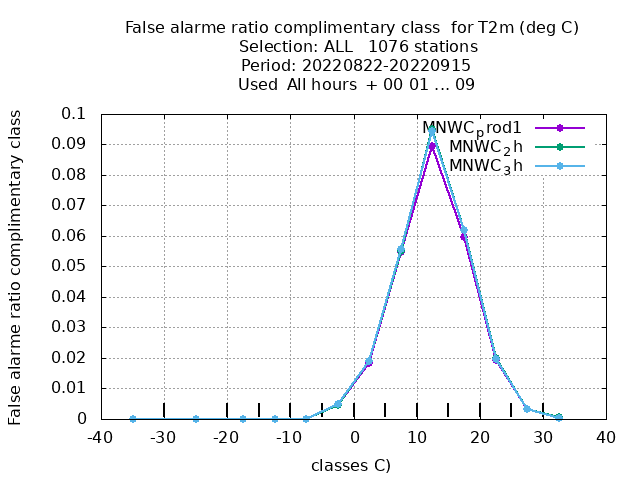 False alarme ratio complimentary class  for T2m (deg C)
Selection: ALL   1076 stations
Period: 20220822-20220915
Used  All hours  + 00 01 ... 09
False alarme ratio complimentary class
0.1
0.09
0.08
0.07
0.06
0.05
0.04
0.03
0.02
0.01
0
MNWCprod1
MNWC2h
MNWC3h
-40 -30 -20 -10 0 10 20 30 40
classes C)